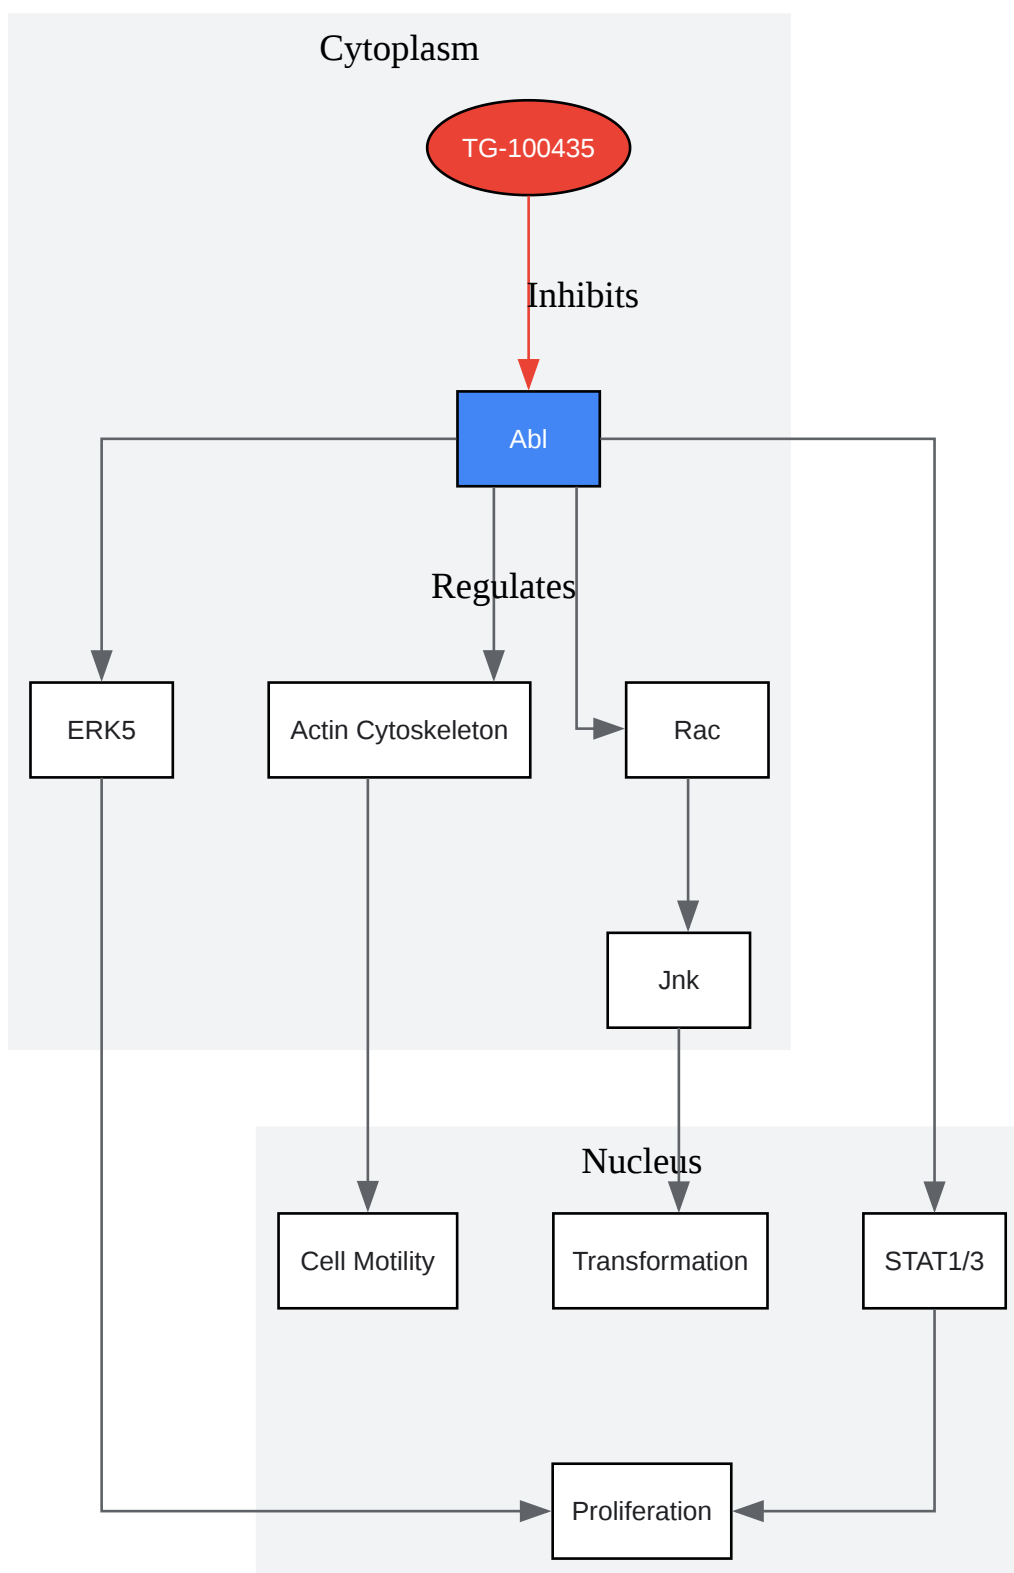 Cytoplasm
TG-100435
Inhibits
Abl
Regulates
ERK5
Actin Cytoskeleton
Rac
Jnk
Nucleus
Cell Motility
Transformation
STAT1/3
Proliferation